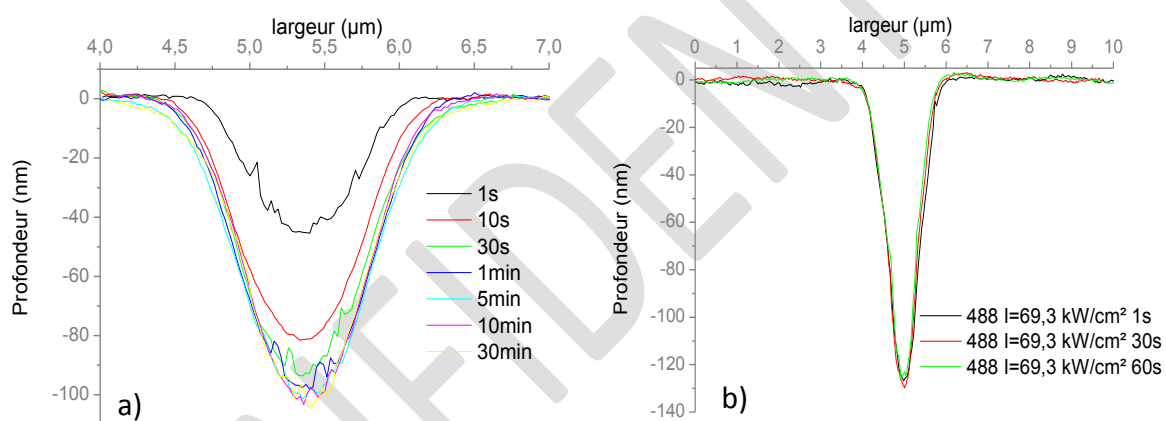 largeur (µm)
4,0 4,5 5,0 5,5 6,0 6,5 7,0
0
-20
-40
-60
-80
-100
Profondeur (nm)
1s
10s
30s
1min
5min
10min
30min
a)
largeur (µm)
0 1 2 3 4 5 6 7 8 9 10
0
-20
-40
-60
-80
-100
-120
-140
Profondeur (nm)
488 I=69,3 kW/cm² 1s
488 I=69,3 kW/cm² 30s
488 I=69,3 kW/cm² 60s
b)